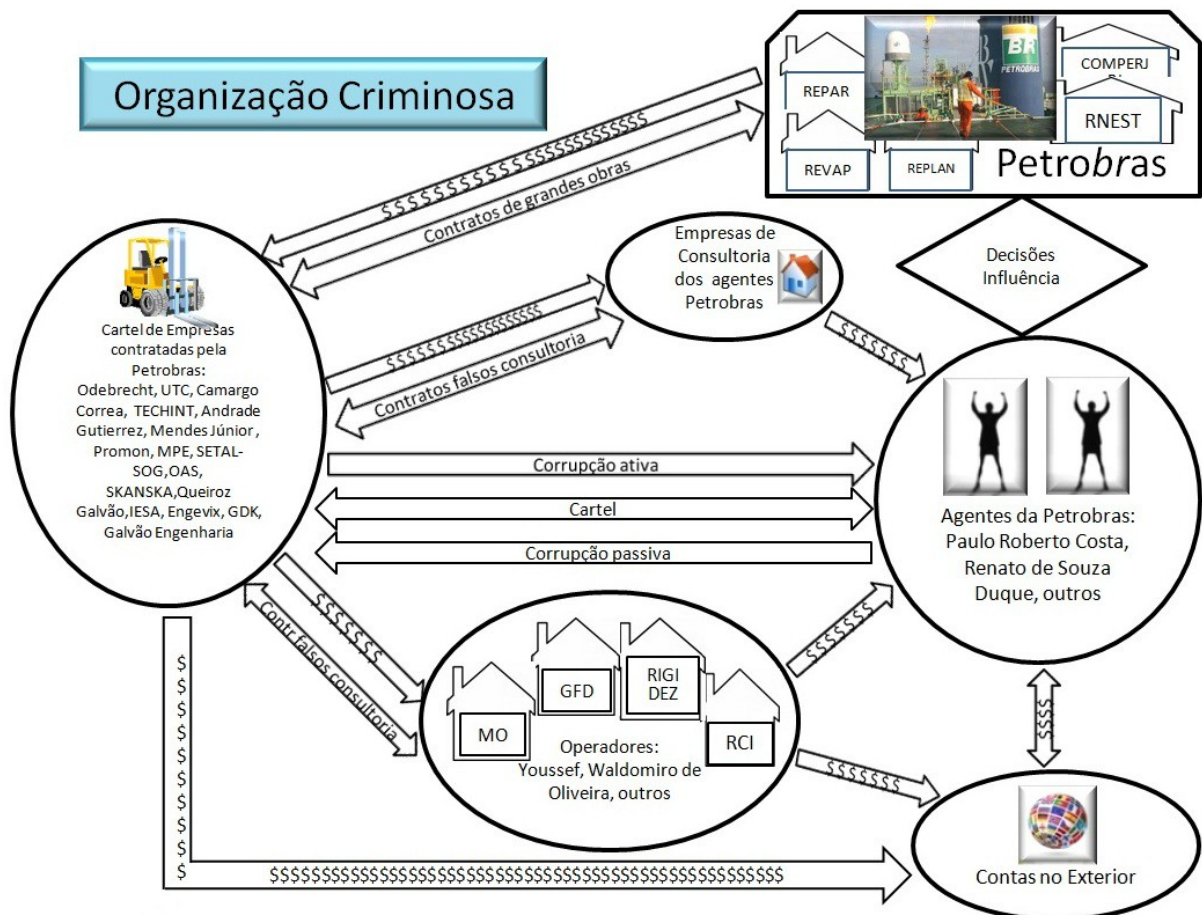 Organização Criminosa
REPAR
BR
PETROBRAS
COMPERJ
RNEST
REVAP
REPLAN
Petrobras
$$$$$$$$$$$$$$$$$$$$$$$
Contratos de grandes obras
Empresas de
Consultoria
dos agentes
Petrobras
Decisões
Influência
Cartel de Empresas
contratadas pela
Petrobras:
Odebrecht, UTC, Camargo
Correa, TECHINT, Andrade
Gutierrez, Mendes Júnior ,
Promon, MPE, SETAL-
SOG,OAS,
SKANSKA,Queiroz
Galvão,IESA, Engevix, GDK,
Galvão Engenharia
$$$$$$$$$$$$$$$$$$$
Contratos falsos consultoria
$$$$$$$
Corrupção ativa
Cartel
Corrupção passiva
Agentes da Petrobras:
Paulo Roberto Costa,
Renato de Souza
Duque, outros
$$$$$$$
Contr falsos consultoria
$$$$$$$
MO
GFD
RIGI
DEZ
RCI
Operadores:
Youssef, Waldomiro de
Oliveira, outros
$$$$$$$
$$$$
$
$
$
$
$
$
$
$
$
$
$$$$$$$$$$$$$$$$$$$$$$$$$$$$$$$$$$$$$$$$$$$$$$$$$
Contas no Exterior